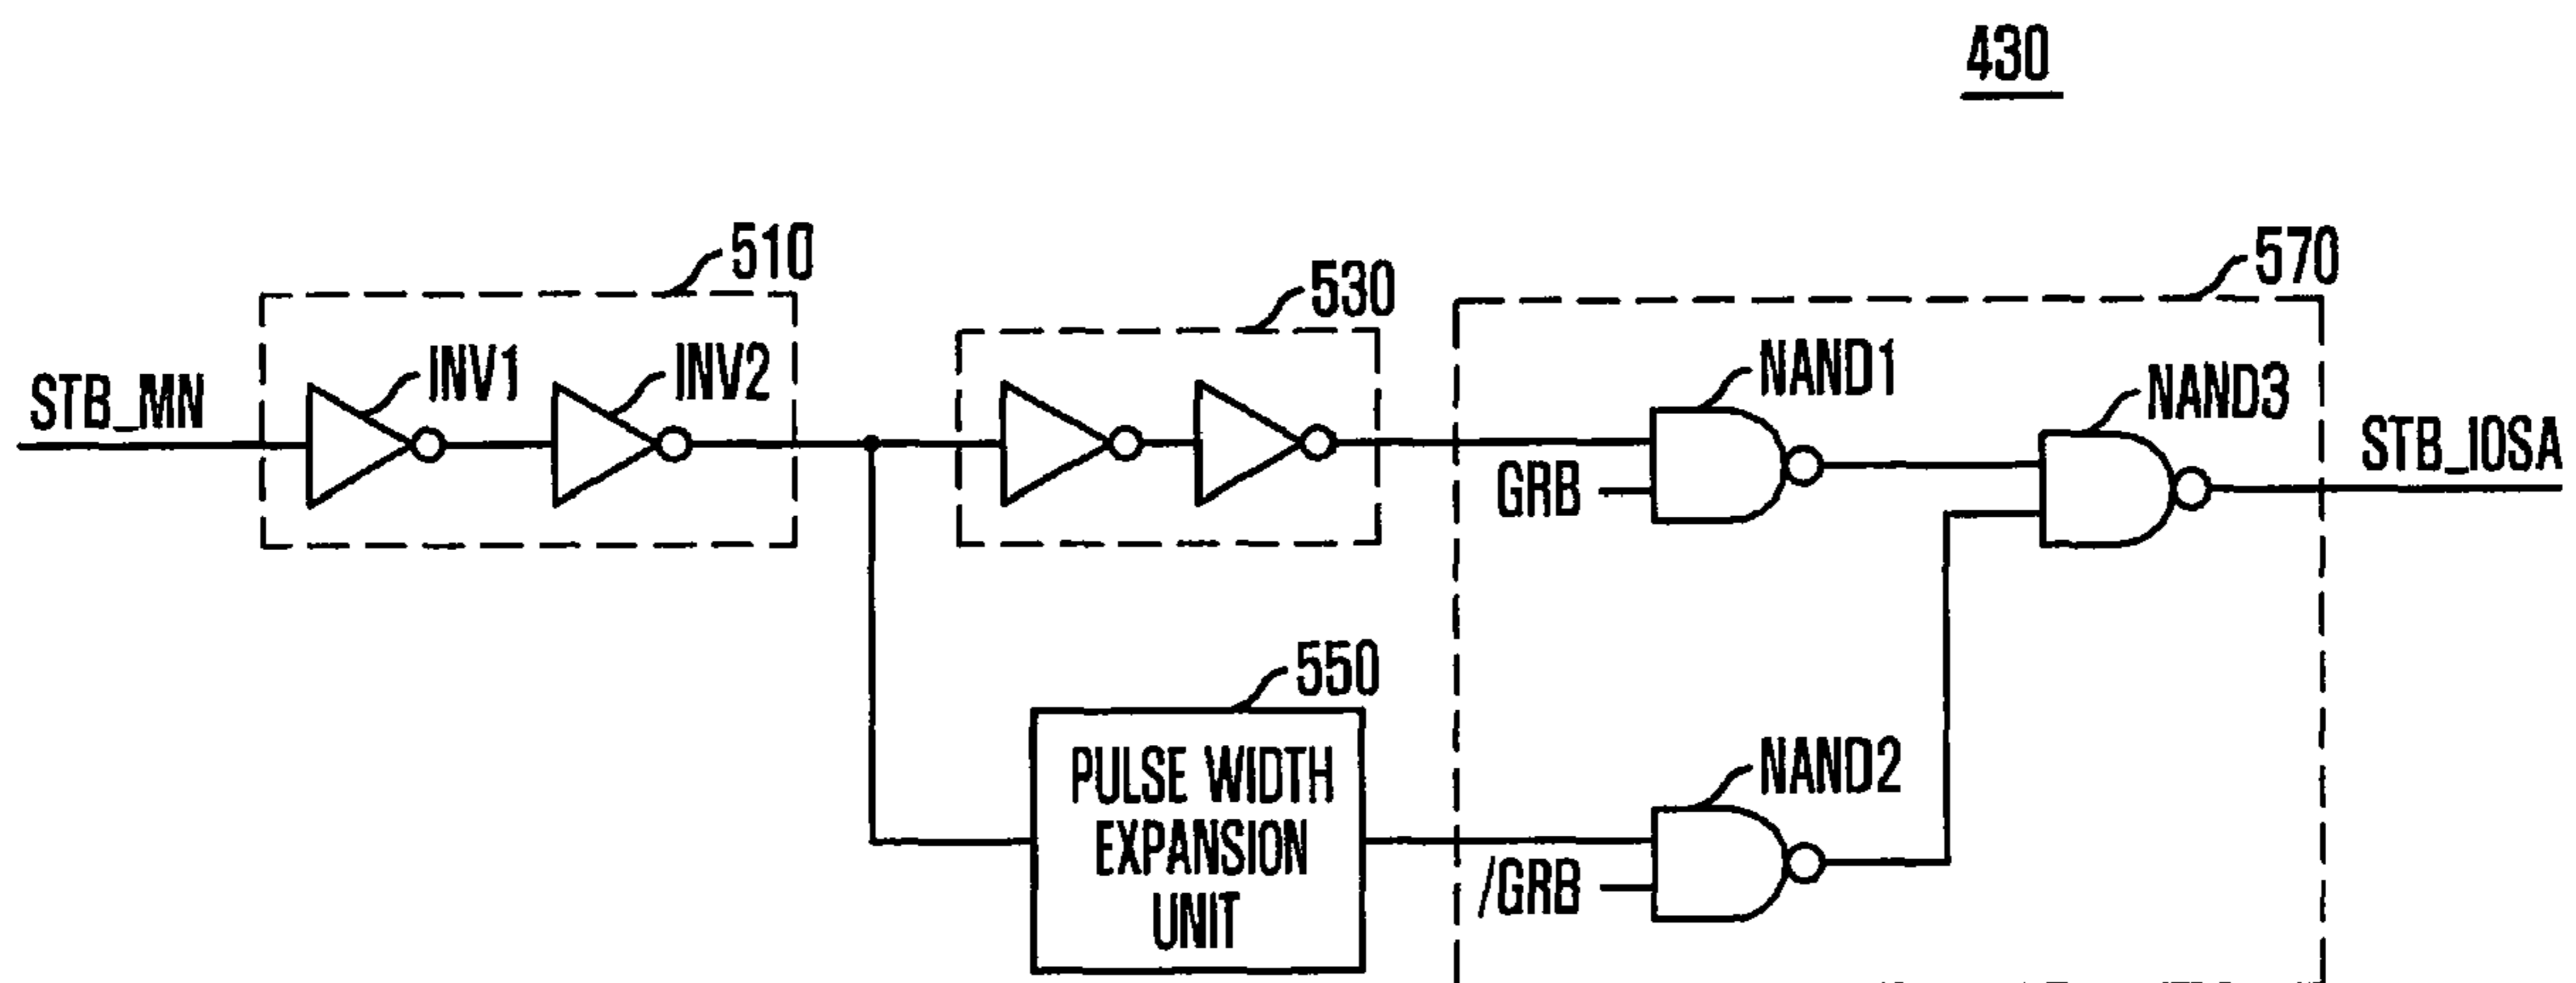 430
510
530
570
INV1
INV2
NAND1
NAND3
STB_MN
STB_IOSA
GRB
550
PULSE WIDTH
EXPANSION
UNIT
NAND2
/GRB